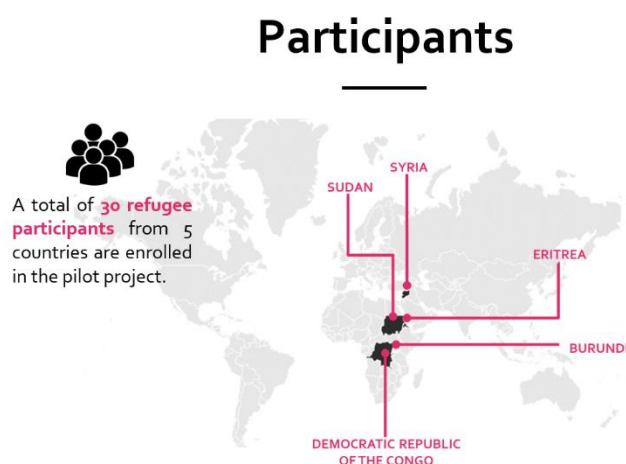 Participants
A total of 30 refugee
participants from 5
countries are enrolled
in the pilot project.
SYRIA
SUDAN
ERITREA
BURUNDI
DEMOCRATIC REPUBLIC
OF THE CONGO